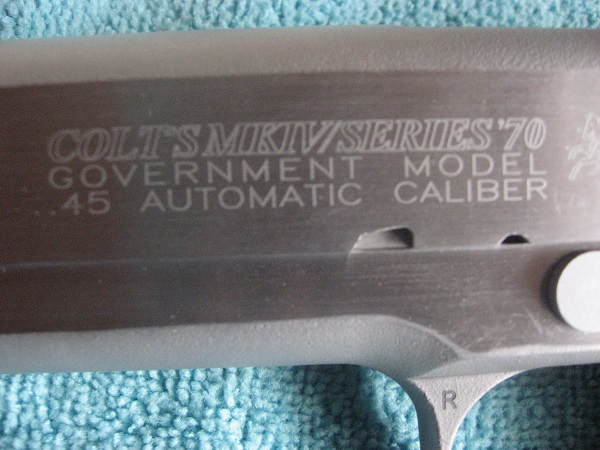 COLT'S MKIV/SERIES '70
GOVERNMENT MODEL
..45 AUTOMATIC CALIBER
R